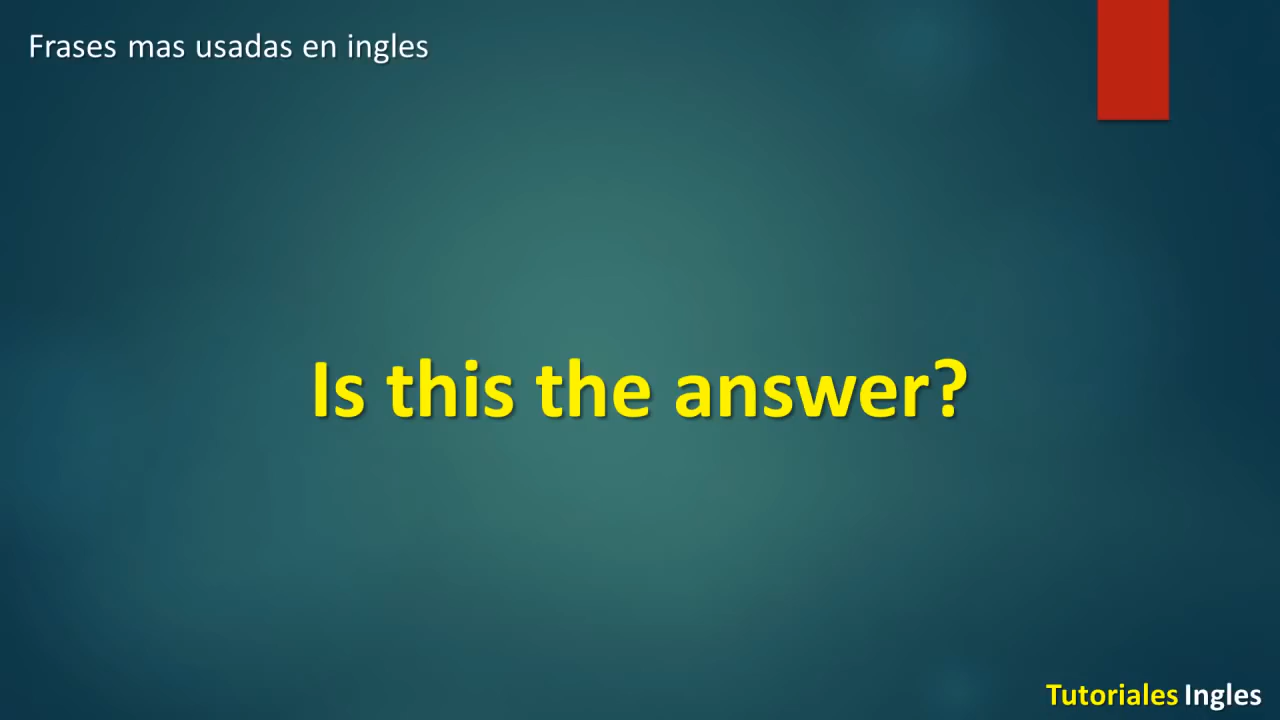 Frases mas usadas en ingles
Is this the answer?
Tutoriales Ingles